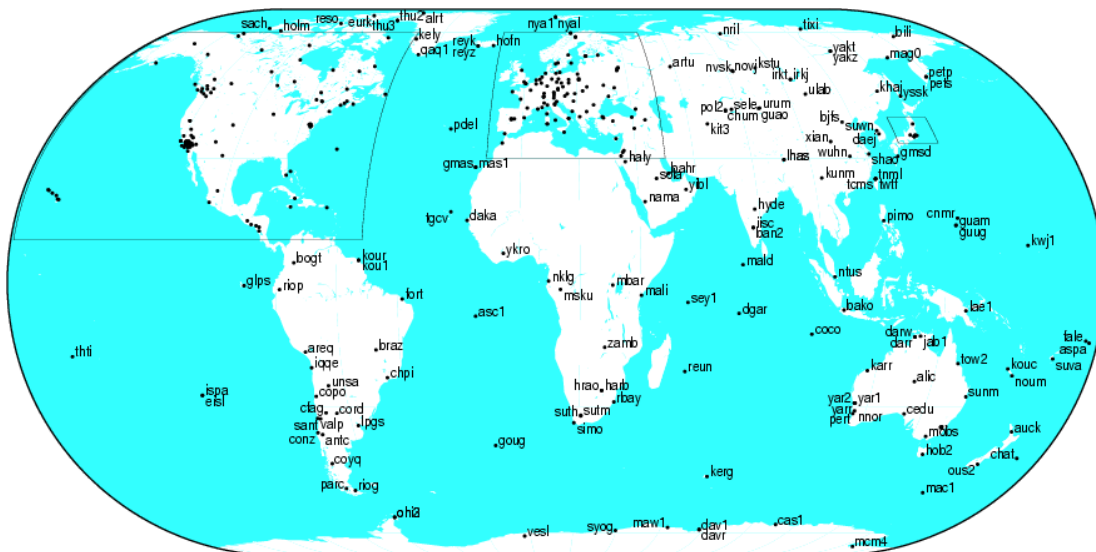 thu2 alrt
sach holm reso eurk thu3
kely
qaq1
reyk hofn
reyz
nya1 nyal
artu
nril
tixi
bili
nvsk novj kstu
irkt irkj
yakt
yakz
mag0
petp
pets
pol2 sele urum
chum guao
kit3
ulab
khaj
yssk
bjfs
suwn
daej
xian
wuhn
shao
gmsd
lhas
kunm
tcms
tnml
twtf
pdel
gmas mas1
haly
bahr
sola
yibl
nama
hyde
iisc
ban2
mald
tgcv daka
ykro
pimo
cnmr guam
guug
kwj1
bogt
kour
kou1
glps
riop
fort
nklg
msku
mbar
mali
sey1
dgar
ntus
bako
coco
lae1
asc1
thti
areq
iqqe
braz
chpi
unsa
copo
ispa
eisl
cfag cord
sant valp lpgs
conz antc
coyq
parc riog
zamb
hrao harb
rbay
suth sutm
simo
reun
goug
kerg
darw
darr jab1
karr
tow2
alic
yar2 yar1
yarr
pert nnor
cedu
sunm
mobs
hob2
mac1
kouc
noum
tale
aspa
suva
auck
chat
ous2
ohi3
vesl
syog
maw1
dav1
davr
cas1
mcm4